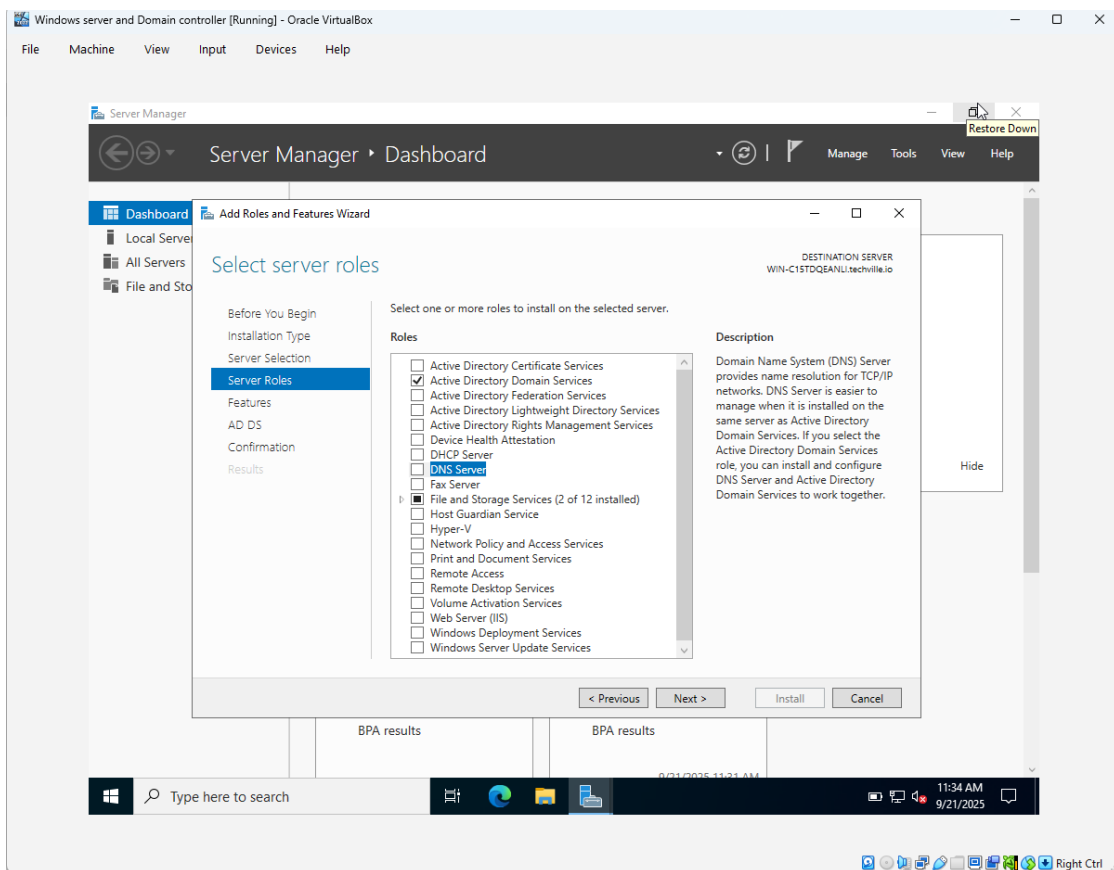 Windows server and Domain controller [Running] - Oracle VirtualBox
File Machine View Input Devices Help
Server Manager
Restore Down
Server Manager ‣ Dashboard
Manage Tools View Help
Dashboard
Local Server
All Servers
File and Sto
Add Roles and Features Wizard
Select server roles
DESTINATION SERVER
WIN-C1STDQEANLI.techville.io
Before You Begin
Installation Type
Server Selection
Server Roles
Features
AD DS
Confirmation
Results
Select one or more roles to install on the selected server.
Roles
Active Directory Certificate Services
Active Directory Domain Services
Active Directory Federation Services
Active Directory Lightweight Directory Services
Active Directory Rights Management Services
Device Health Attestation
DHCP Server
DNS Server
Fax Server
File and Storage Services (2 of 12 installed)
Host Guardian Service
Hyper-V
Network Policy and Access Services
Print and Document Services
Remote Access
Remote Desktop Services
Volume Activation Services
Web Server (IIS)
Windows Deployment Services
Windows Server Update Services
Description
Domain Name System (DNS) Server
provides name resolution for TCP/IP
networks. DNS Server is easier to
manage when it is installed on the
same server as Active Directory
Domain Services. If you select the
Active Directory Domain Services
role, you can install and configure
DNS Server and Active Directory
Domain Services to work together.
Hide
< Previous Next > Install Cancel
BPA results BPA results
9/21/2025 11:31 AM
Type here to search
11:34 AM
9/21/2025
Right Ctrl